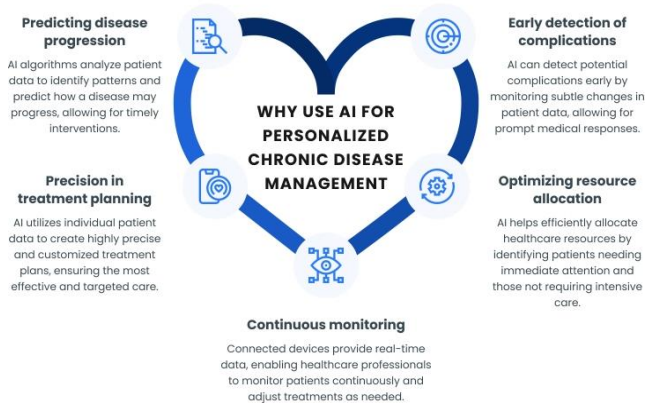 Predicting disease
progression
AI algorithms analyze patient
data to identify patterns and
predict how a disease may
progress, allowing for timely
interventions.
Early detection of
complications
AI can detect potential
complications early by
monitoring subtle changes in
patient data, allowing for
prompt medical responses.
WHY USE AI FOR
PERSONALIZED
CHRONIC DISEASE
MANAGEMENT
Precision in
treatment planning
AI utilizes individual patient
data to create highly precise
and customized treatment
plans, ensuring the most
effective and targeted care.
Optimizing resource
allocation
AI helps efficiently allocate
healthcare resources by
identifying patients needing
immediate attention and
those not requiring intensive
care.
Continuous monitoring
Connected devices provide real-time
data, enabling healthcare professionals
to monitor patients continuously and
adjust treatments as needed.